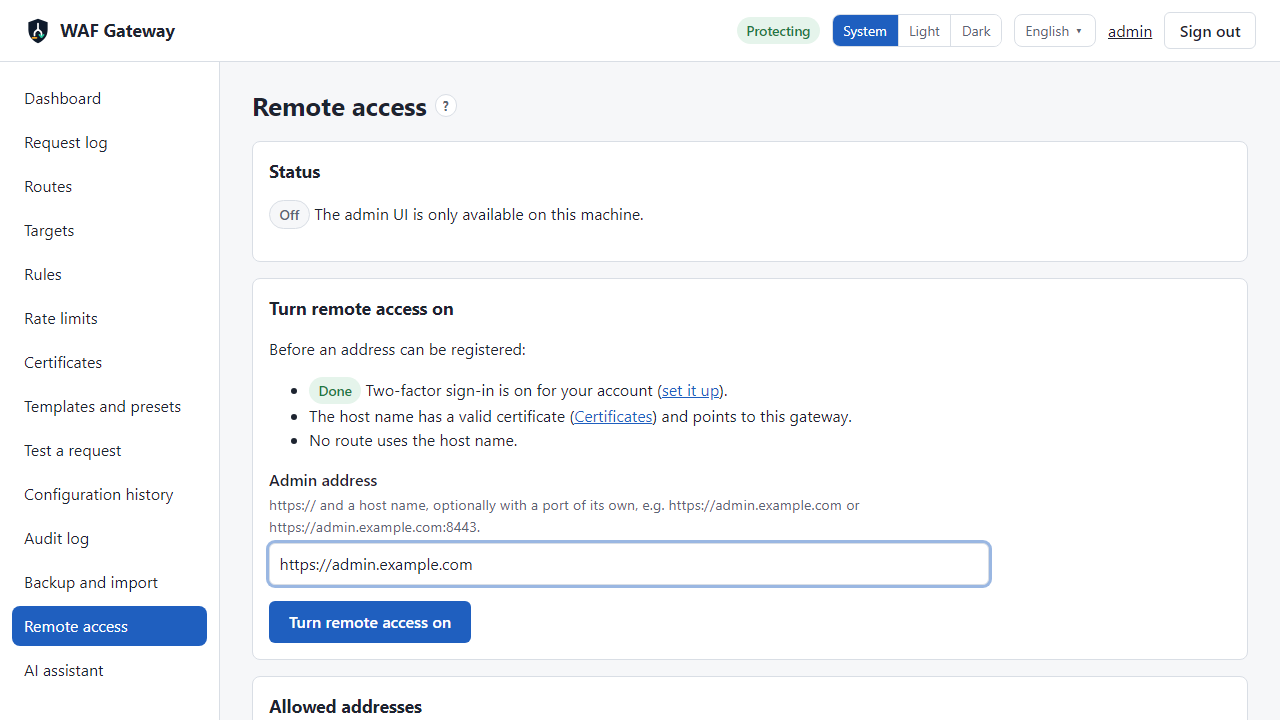 WAF Gateway
Protecting
System
Light
Dark
English ▼
admin
Sign out
Dashboard
Request log
Routes
Targets
Rules
Rate limits
Certificates
Templates and presets
Test a request
Configuration history
Audit log
Backup and import
Remote access
AI assistant
Remote access ?
Status
Off The admin UI is only available on this machine.
Turn remote access on
Before an address can be registered:
• Done Two-factor sign-in is on for your account (set it up).
• The host name has a valid certificate (Certificates) and points to this gateway.
• No route uses the host name.
Admin address
https:// and a host name, optionally with a port of its own, e.g. https://admin.example.com or
https://admin.example.com:8443.
https://admin.example.com
Turn remote access on
Allowed addresses